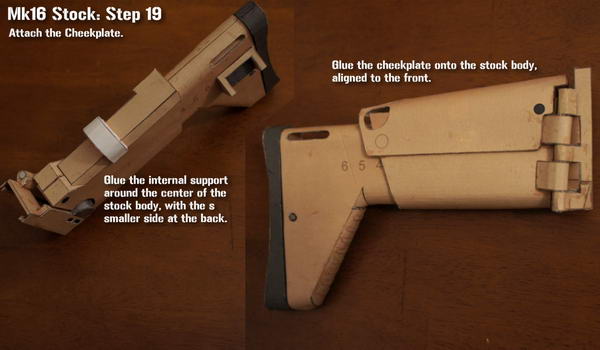 Mk16 Stock: Step 19
Attach the Cheekplate.
Glue the cheekplate onto the stock body,
aligned to the front.
Glue the internal support
around the center of the
stock body, with the s
smaller side at the back.
6 5 4